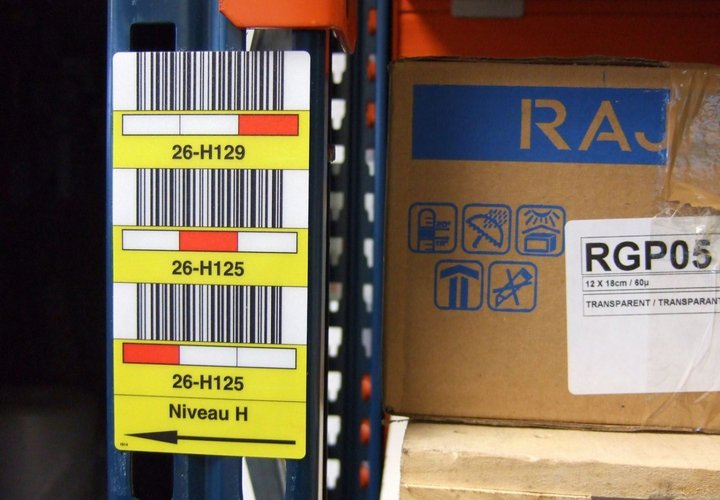 26-H129
26-H125
26-H125
Niveau H
RAJ
RGP05
12 X 18cm / 60µ
TRANSPARENT / TRANSPARANT